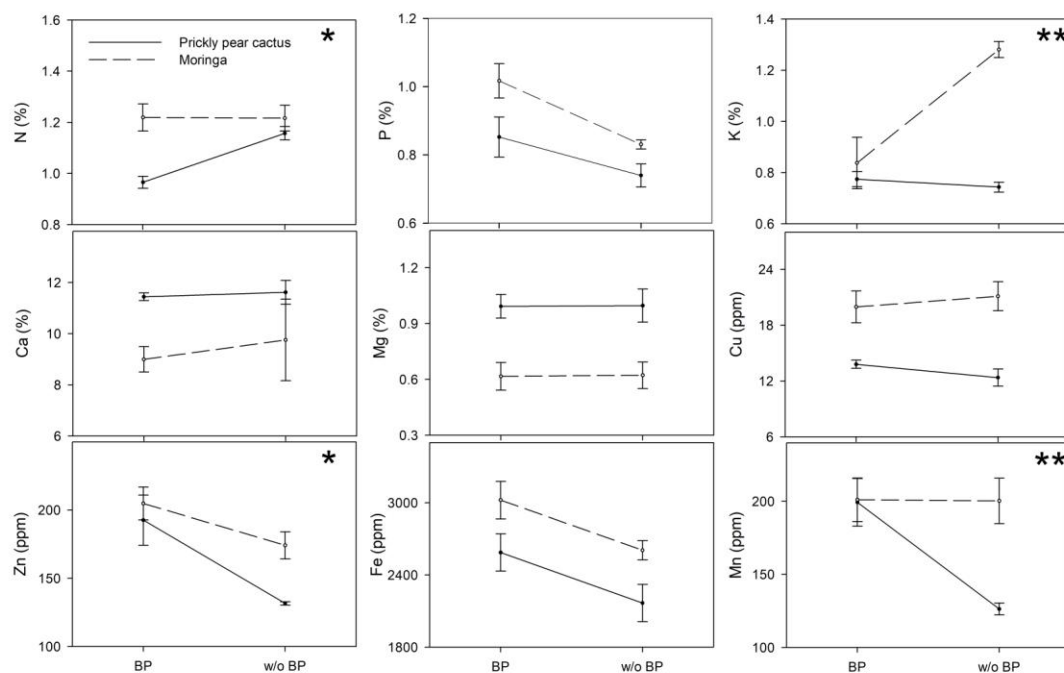 1.6
1.4
1.2
1.0
0.8
N (%)
Prickly pear cactus
Moringa
*
1.2
1.0
0.8
0.6
P (%)
1.4
1.2
1.0
0.8
0.6
K (%)
**
12
10
8
6
Ca (%)
1.2
0.9
0.6
0.3
Mg (%)
24
18
12
6
Cu (ppm)
200
150
100
Zn (ppm)
*
BP
w/o BP
3000
2400
1800
Fe (ppm)
BP
w/o BP
200
150
100
Mn (ppm)
**
BP
w/o BP